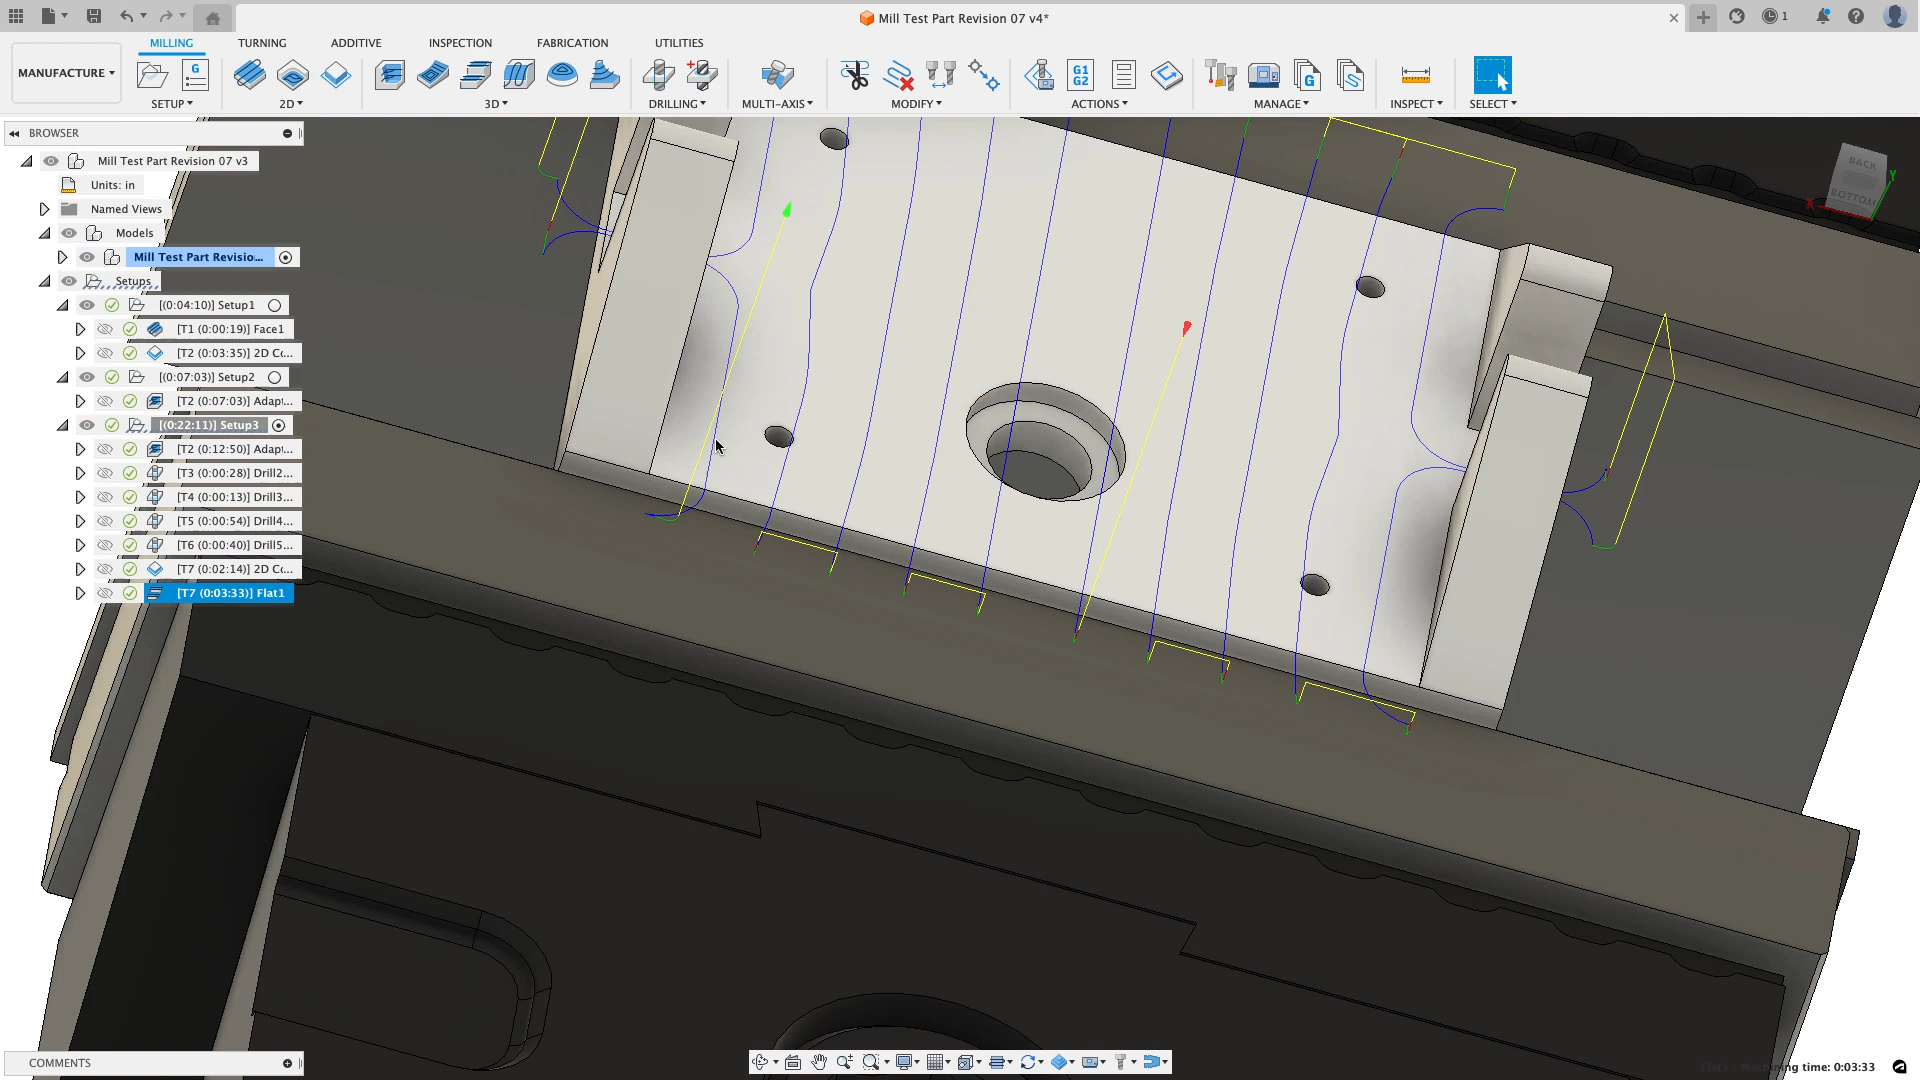 Mill Test Part Revision 07 v4*
1
MANUFACTURE
MILLING
TURNING
ADDITIVE
INSPECTION
FABRICATION
UTILITIES
G
G1
G2
G
SETUP
2D
3D
DRILLING
MULTI-AXIS
MODIFY
ACTIONS
MANAGE
INSPECT
SELECT
BROWSER
Mill Test Part Revision 07 v3
Units: in
Named Views
Models
Mill Test Part Revisio...
Setups
[(0:04:10)] Setup1
[T1 (0:00:19)] Face1
[T2 (0:03:35)] 2D Co...
[(0:07:03)] Setup2
[T2 (0:07:03)] Adapt...
[(0:22:11)] Setup3
[T2 (0:12:50)] Adapt...
[T3 (0:00:28)] Drill2...
[T4 (0:00:13)] Drill3...
[T5 (0:00:54)] Drill4...
[T6 (0:00:40)] Drill5...
[T7 (0:02:14)] 2D Co...
[T7 (0:03:33)] Flat1
BACK
BOTTOM
X
Y
COMMENTS
Flat1 | Machining time: 0:03:33